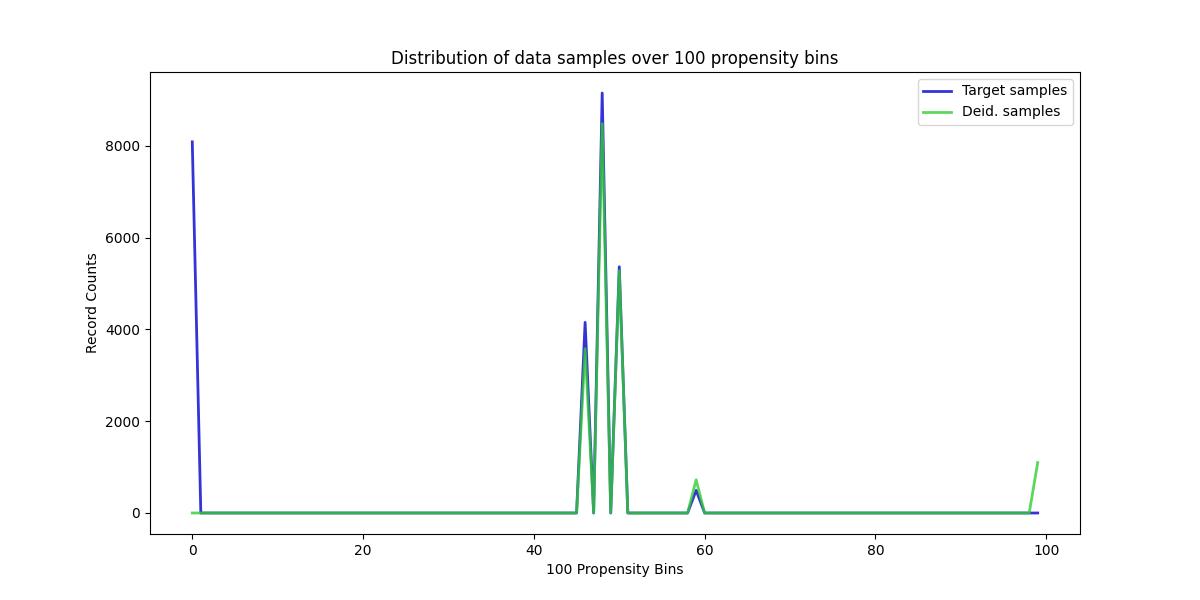 Distribution of data samples over 100 propensity bins
Target samples
Deid. samples
8000
6000
4000
2000
0
Record Counts
0 20 40 60 80 100
100 Propensity Bins